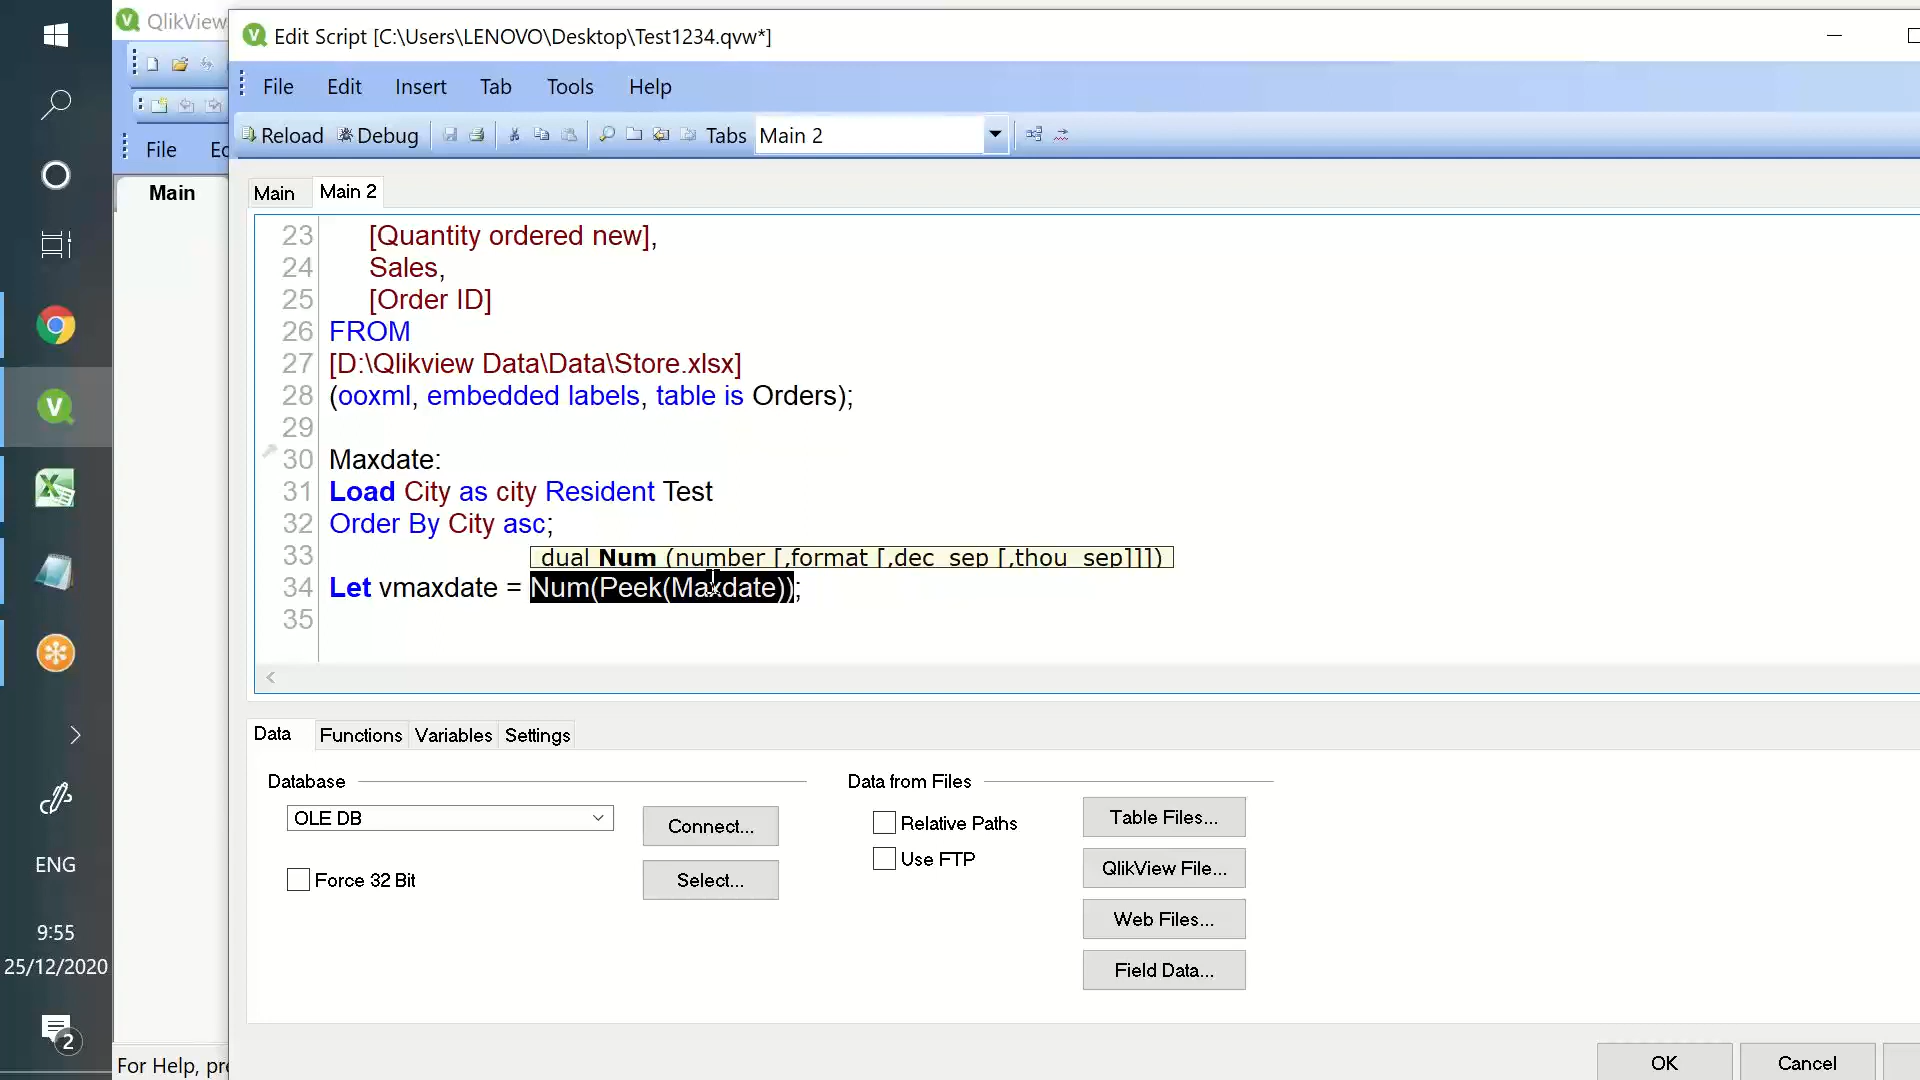 QlikView
Edit Script [C:\Users\LENOVO\Desktop\Test1234.qvw*]
File Edit Insert Tab Tools Help
Reload Debug Tabs Main 2
File
Main
Main Main 2
23 [Quantity ordered new],
24 Sales,
25 [Order ID]
26 FROM
27 [D:\Qlikview Data\Data\Store.xlsx]
28 (ooxml, embedded labels, table is Orders);
29
30 Maxdate:
31 Load City as city Resident Test
32 Order By City asc;
33
dual Num (number [,format [,dec_sep [,thou_sep]]])
34 Let vmaxdate = Num(Peek(Maxdate));
35
Data Functions Variables Settings
Database
OLE DB
Connect...
Force 32 Bit
Select...
Data from Files
Relative Paths
Use FTP
Table Files...
QlikView File...
Web Files...
Field Data...
ENG
9:55
25/12/2020
2
For Help, pre
OK Cancel